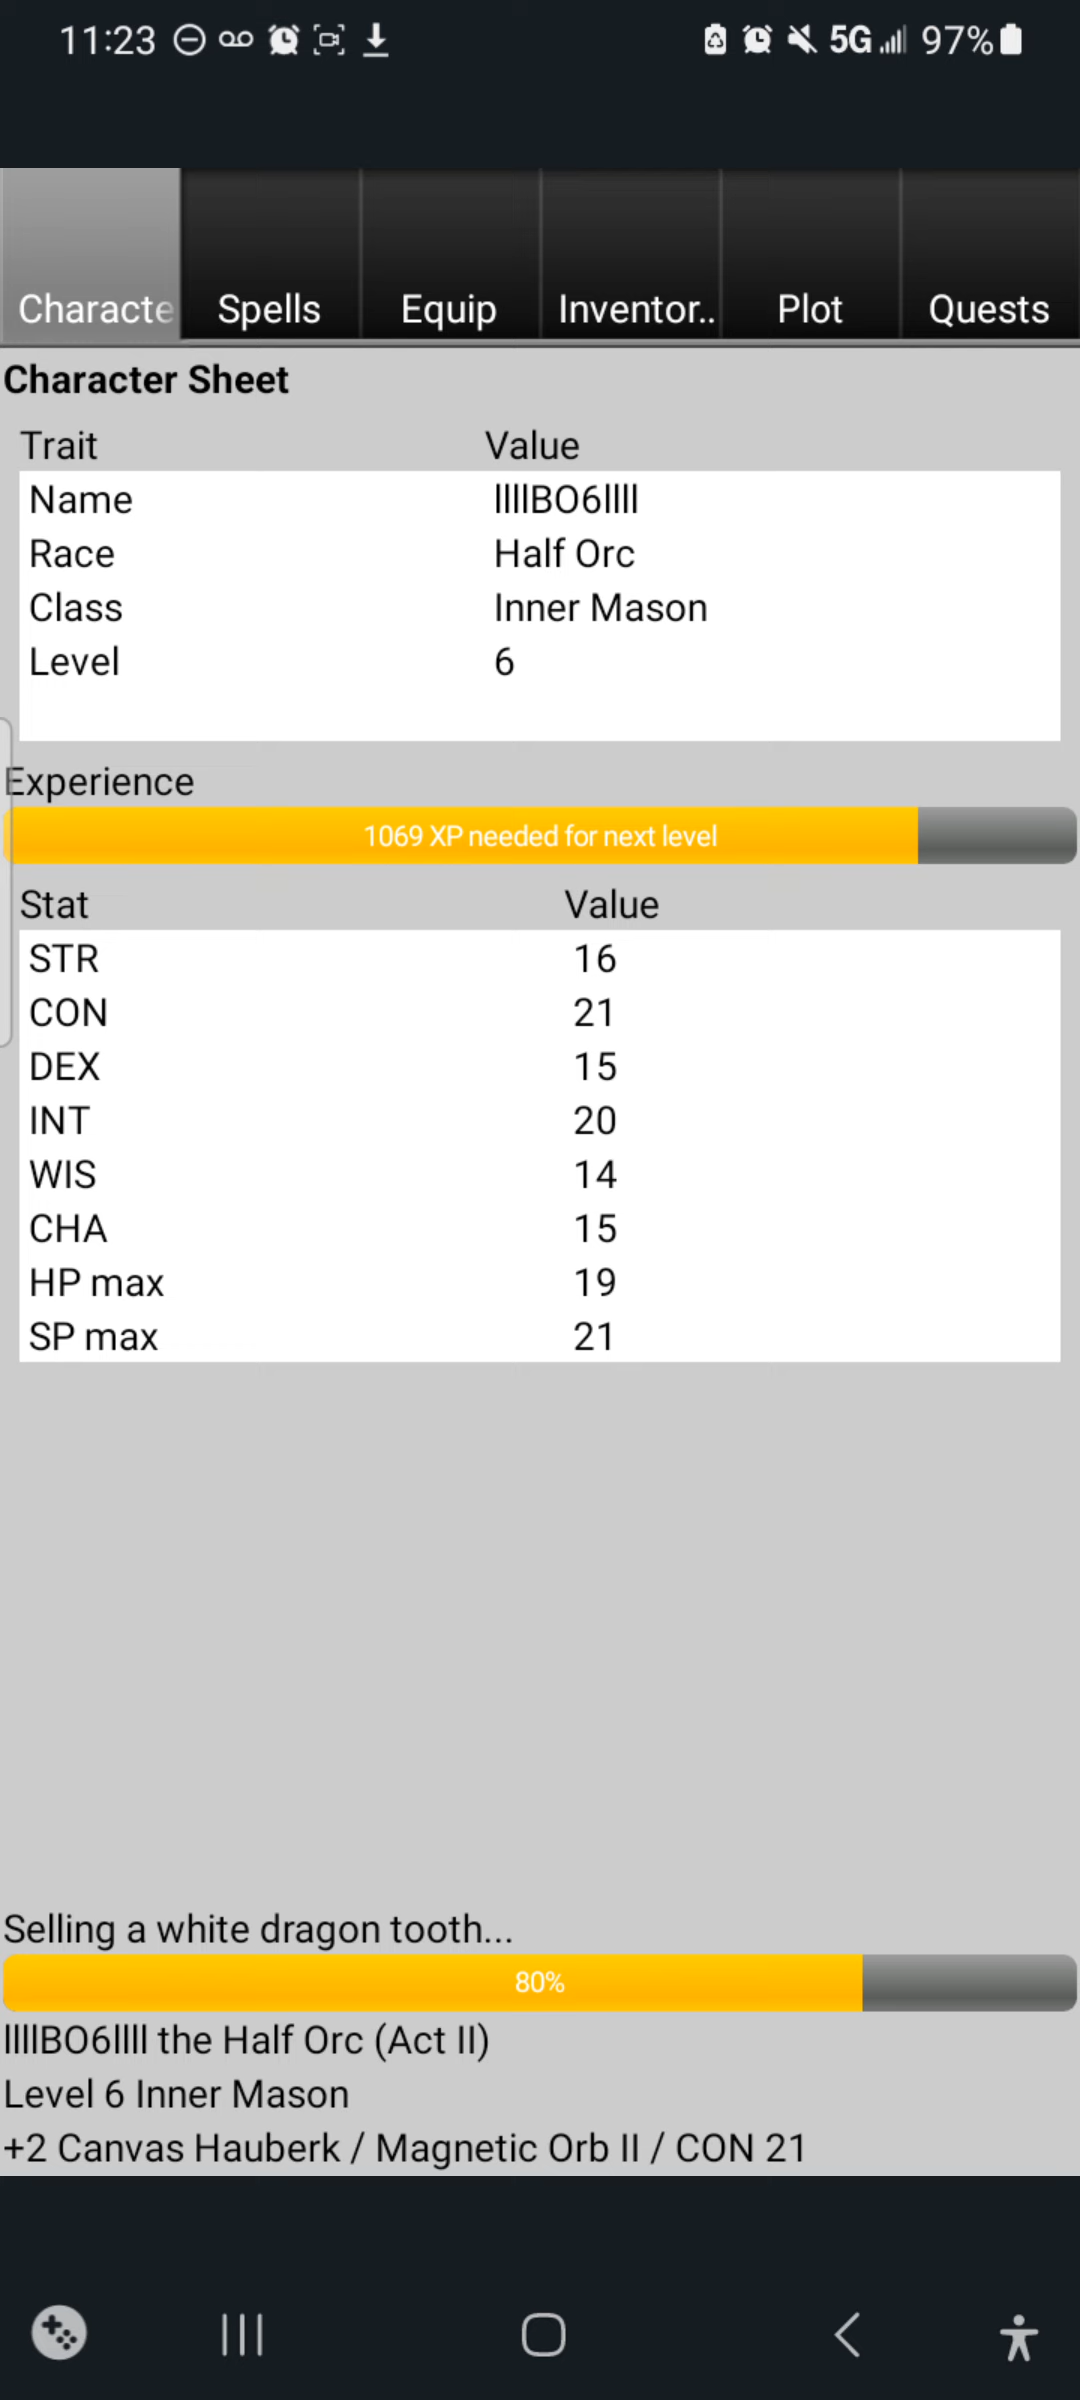 11:23 5G 97%
Characte Spells Equip Inventor.. Plot Quests
Character Sheet
Trait Value
Name llllBO6llll
Race Half Orc
Class Inner Mason
Level 6
Experience
1069 XP needed for next level
Stat Value
STR 16
CON 21
DEX 15
INT 20
WIS 14
CHA 15
HP max 19
SP max 21
Selling a white dragon tooth...
80%
llllBO6llll the Half Orc (Act II)
Level 6 Inner Mason
+2 Canvas Hauberk / Magnetic Orb II / CON 21